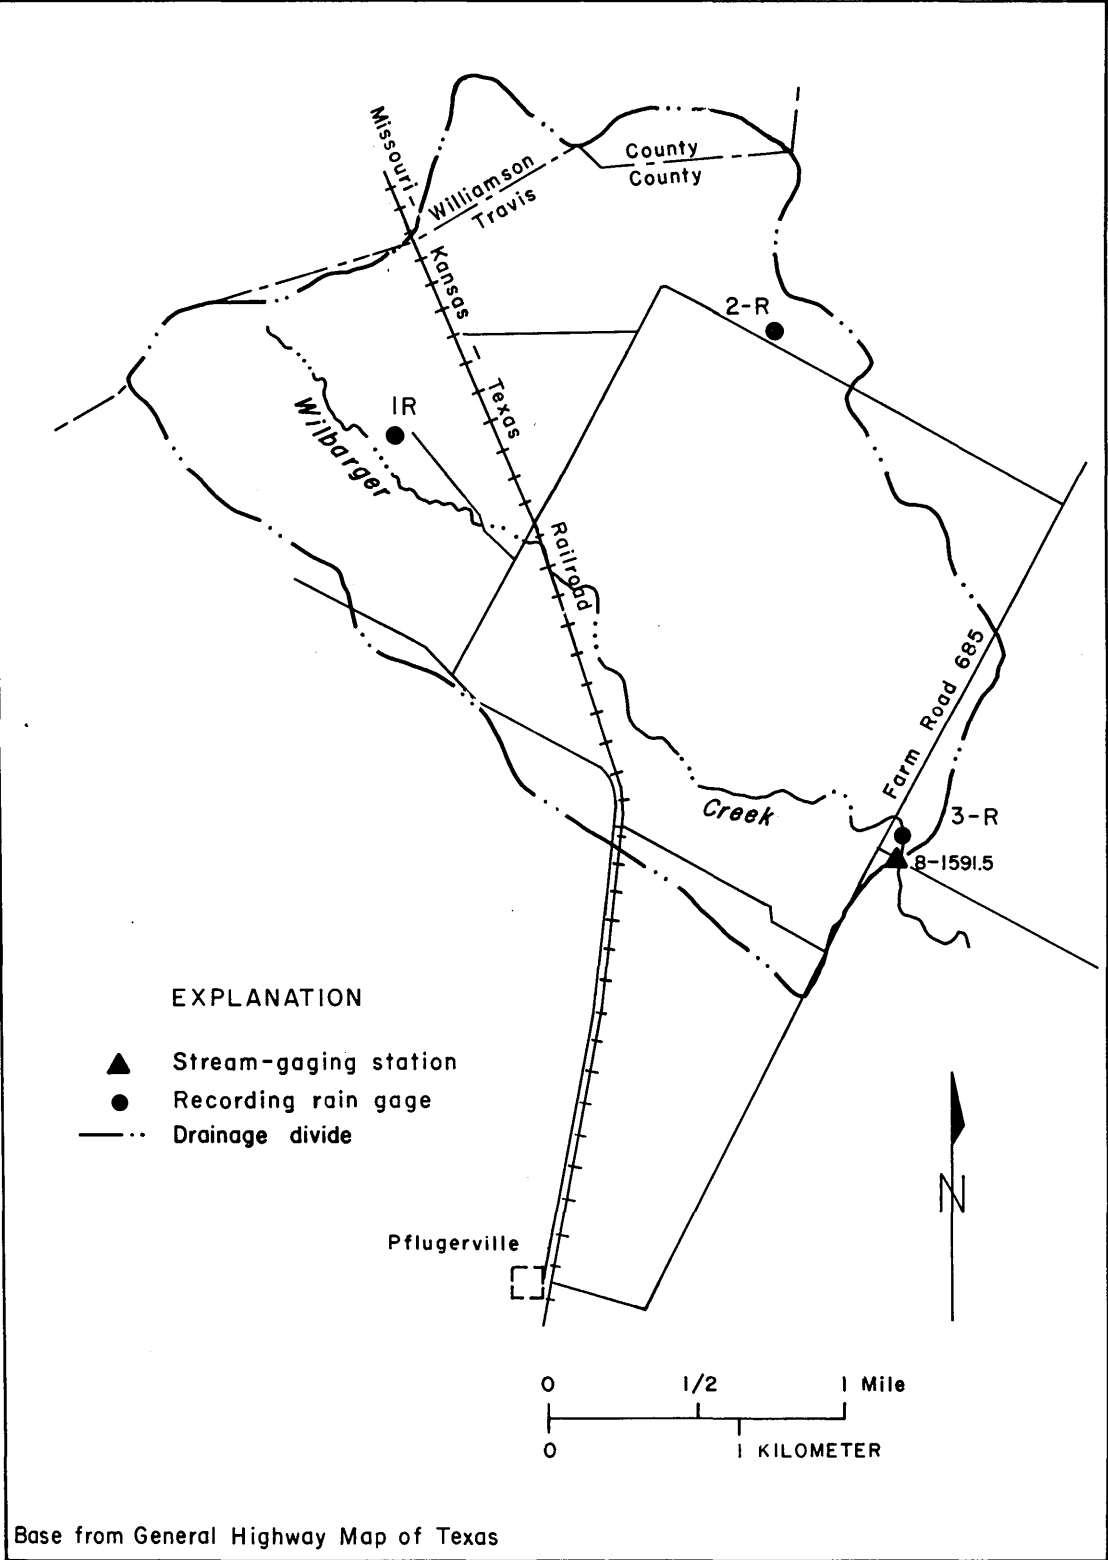 Missouri –
Williamson
County
Travis
County
Kansas –
2-R
1R
Texas
Wilbarger
Railroad
Farm Road 685
Creek
3-R
8-1591.5
EXPLANATION
Stream-gaging station
Recording rain gage
Drainage divide
N
Pflugerville
0 1/2 1 Mile
0 1 KILOMETER
Base from General Highway Map of Texas